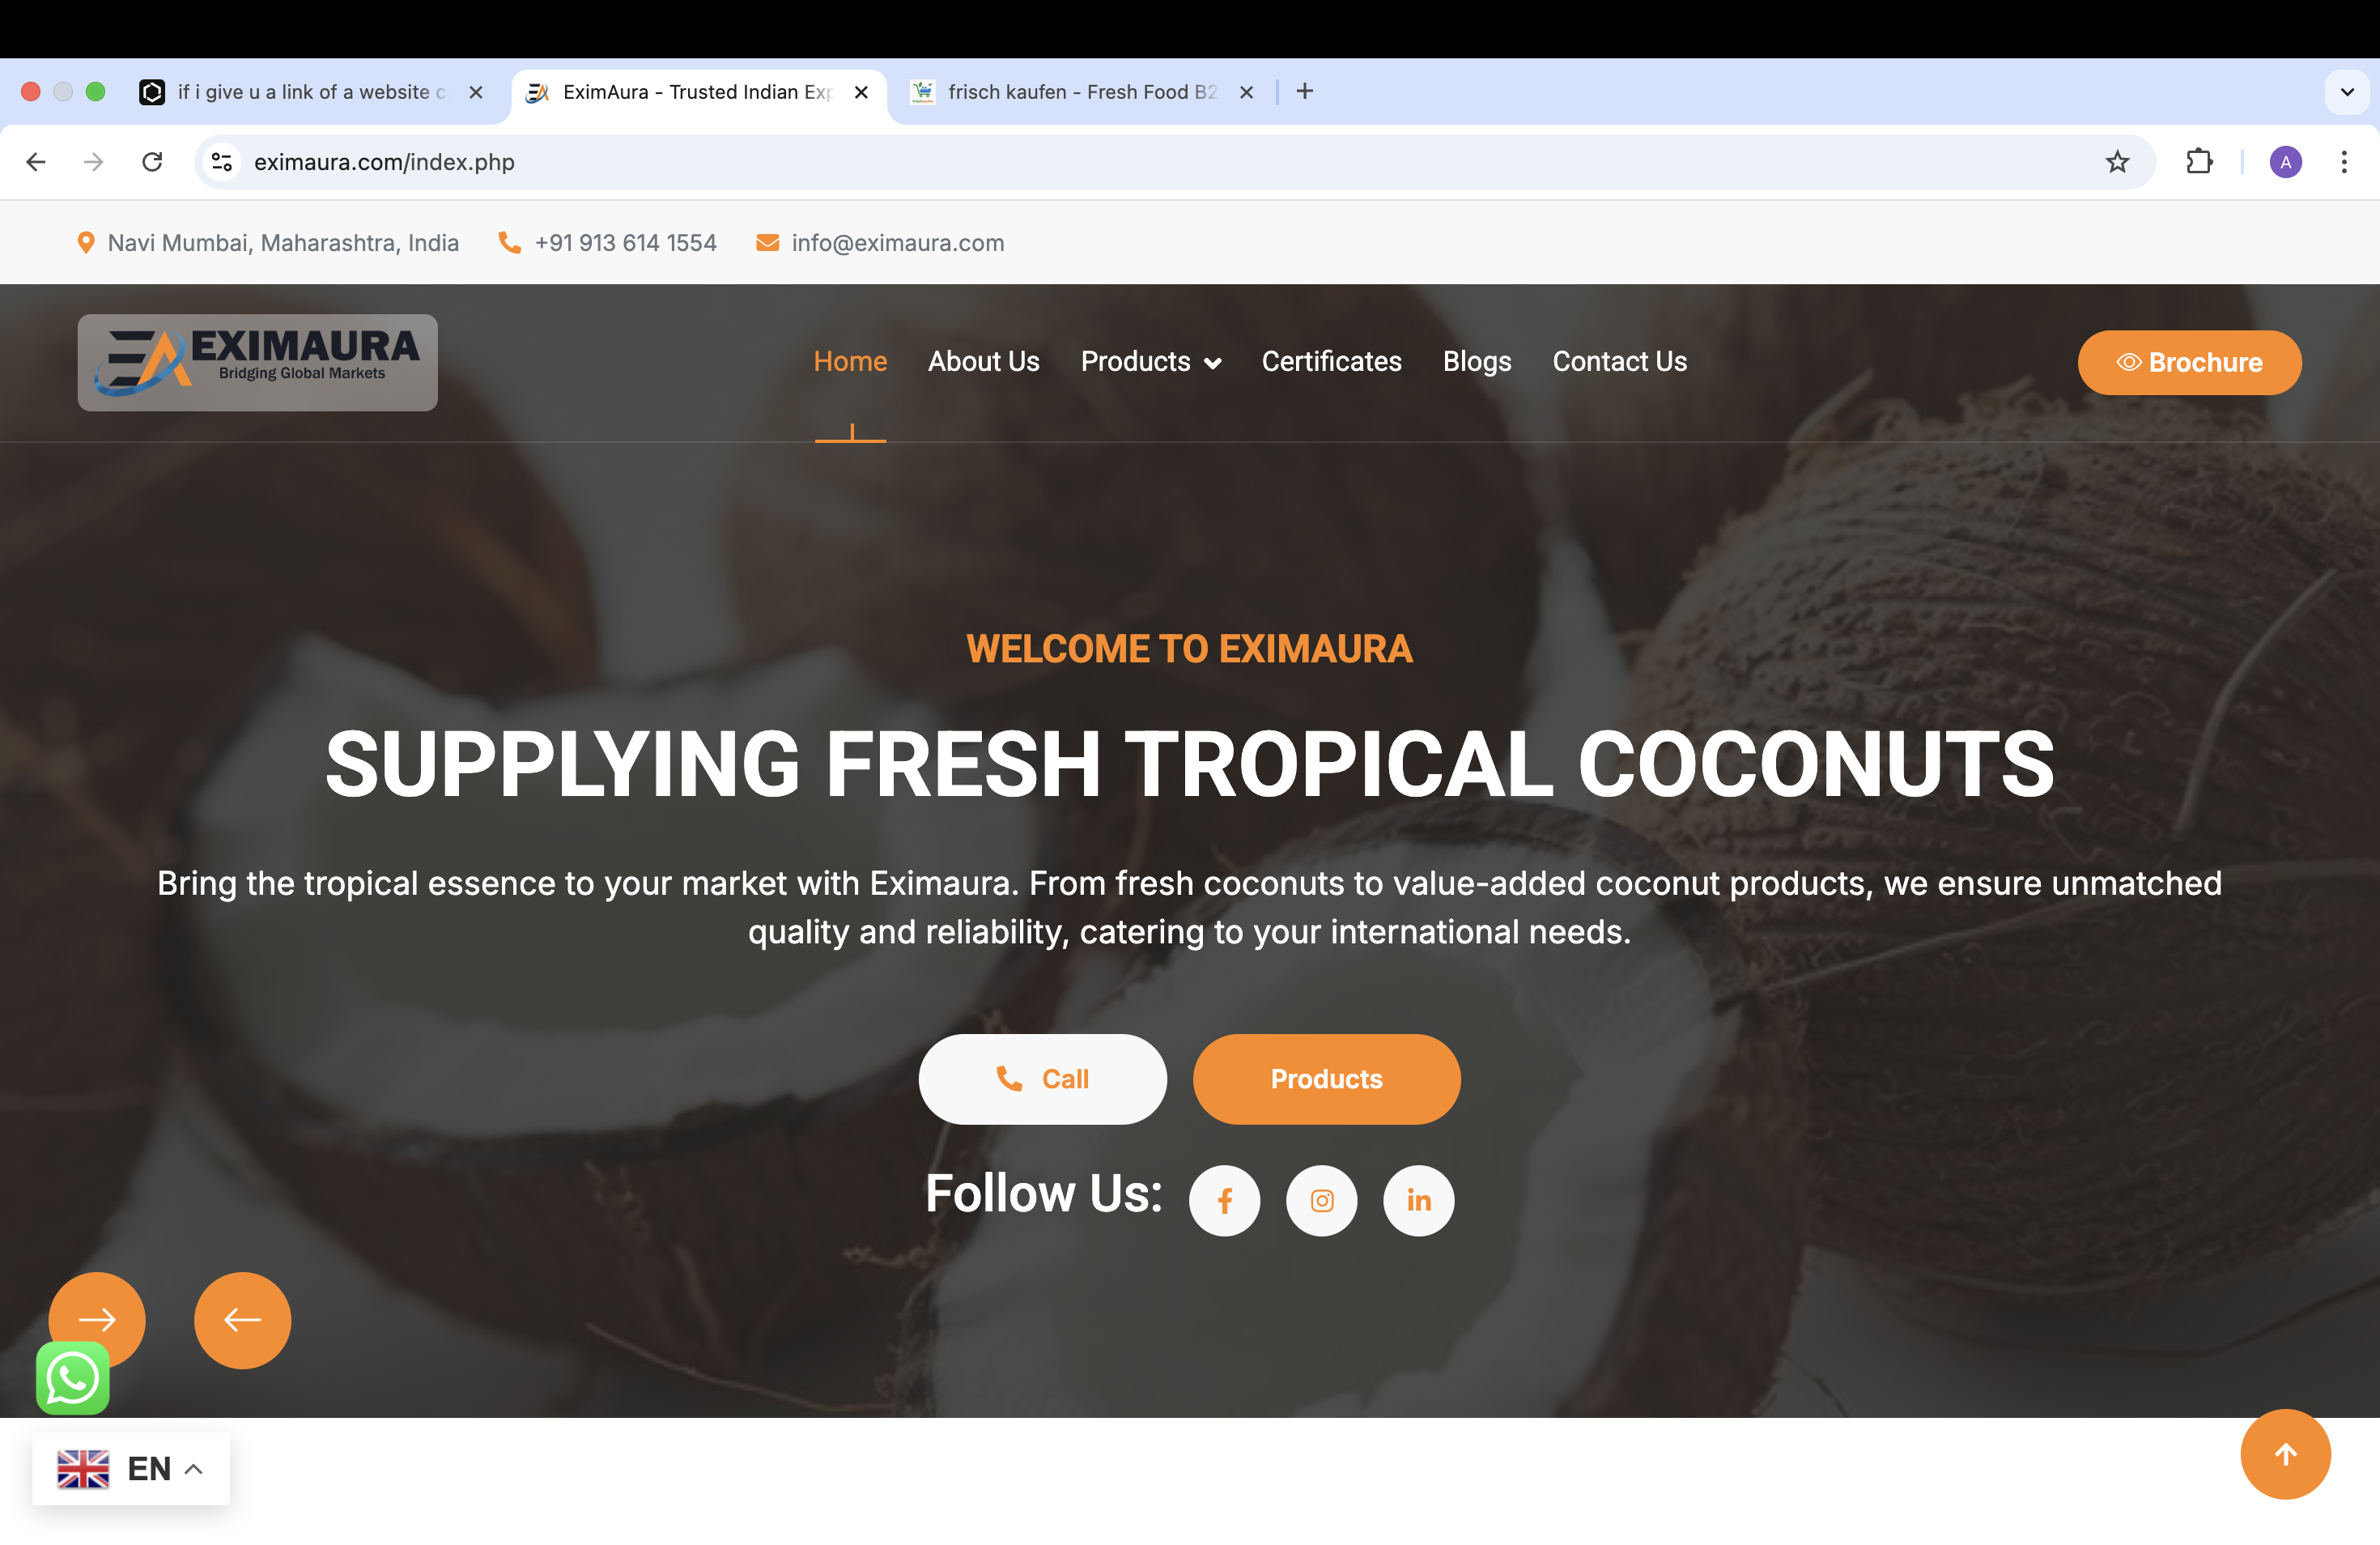 if i give u a link of a website c
EximAura - Trusted Indian Exp
frisch kaufen - Fresh Food B2
eximaura.com/index.php
A
Navi Mumbai, Maharashtra, India
+91 913 614 1554
info@eximaura.com
EA EXIMAURA
Bridging Global Markets
Home
About Us
Products
Certificates
Blogs
Contact Us
Brochure
WELCOME TO EXIMAURA
SUPPLYING FRESH TROPICAL COCONUTS
Bring the tropical essence to your market with Eximaura. From fresh coconuts to value-added coconut products, we ensure unmatched
quality and reliability, catering to your international needs.
Call
Products
Follow Us:
EN